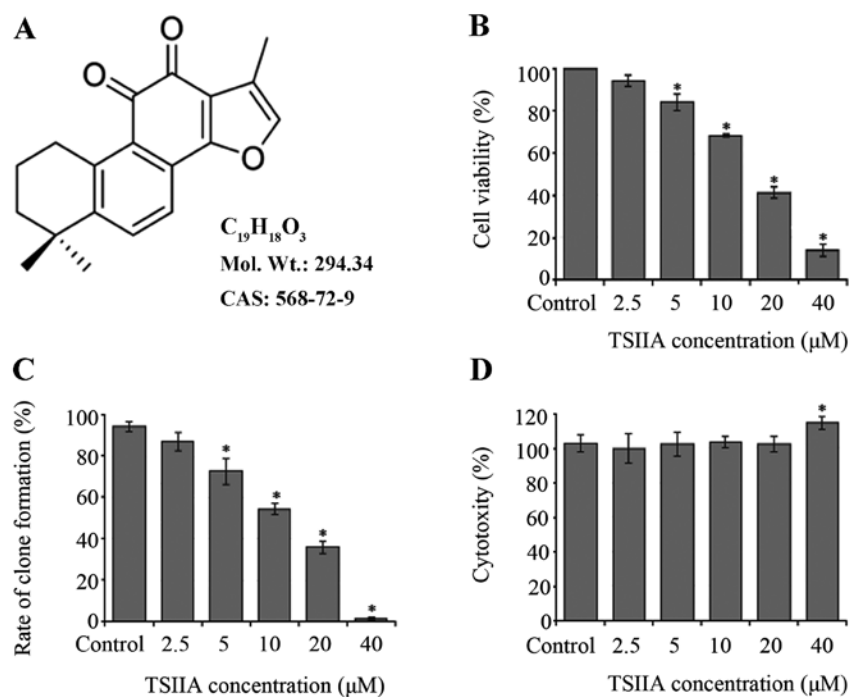 A
O
O
O
C₁₉H₁₈O₃
Mol. Wt.: 294.34
CAS: 568-72-9
B
Cell viability (%)
100
80
60
40
20
0
* * * * 
Control 2.5 5 10 20 40
TSIIA concentration (μM)
C
Rate of clone formation (%)
100
80
60
40
20
0
* * * *
Control 2.5 5 10 20 40
TSIIA concentration (μM)
D
Cytotoxity (%)
120
100
80
60
40
20
0
*
Control 2.5 5 10 20 40
TSIIA concentration (μM)